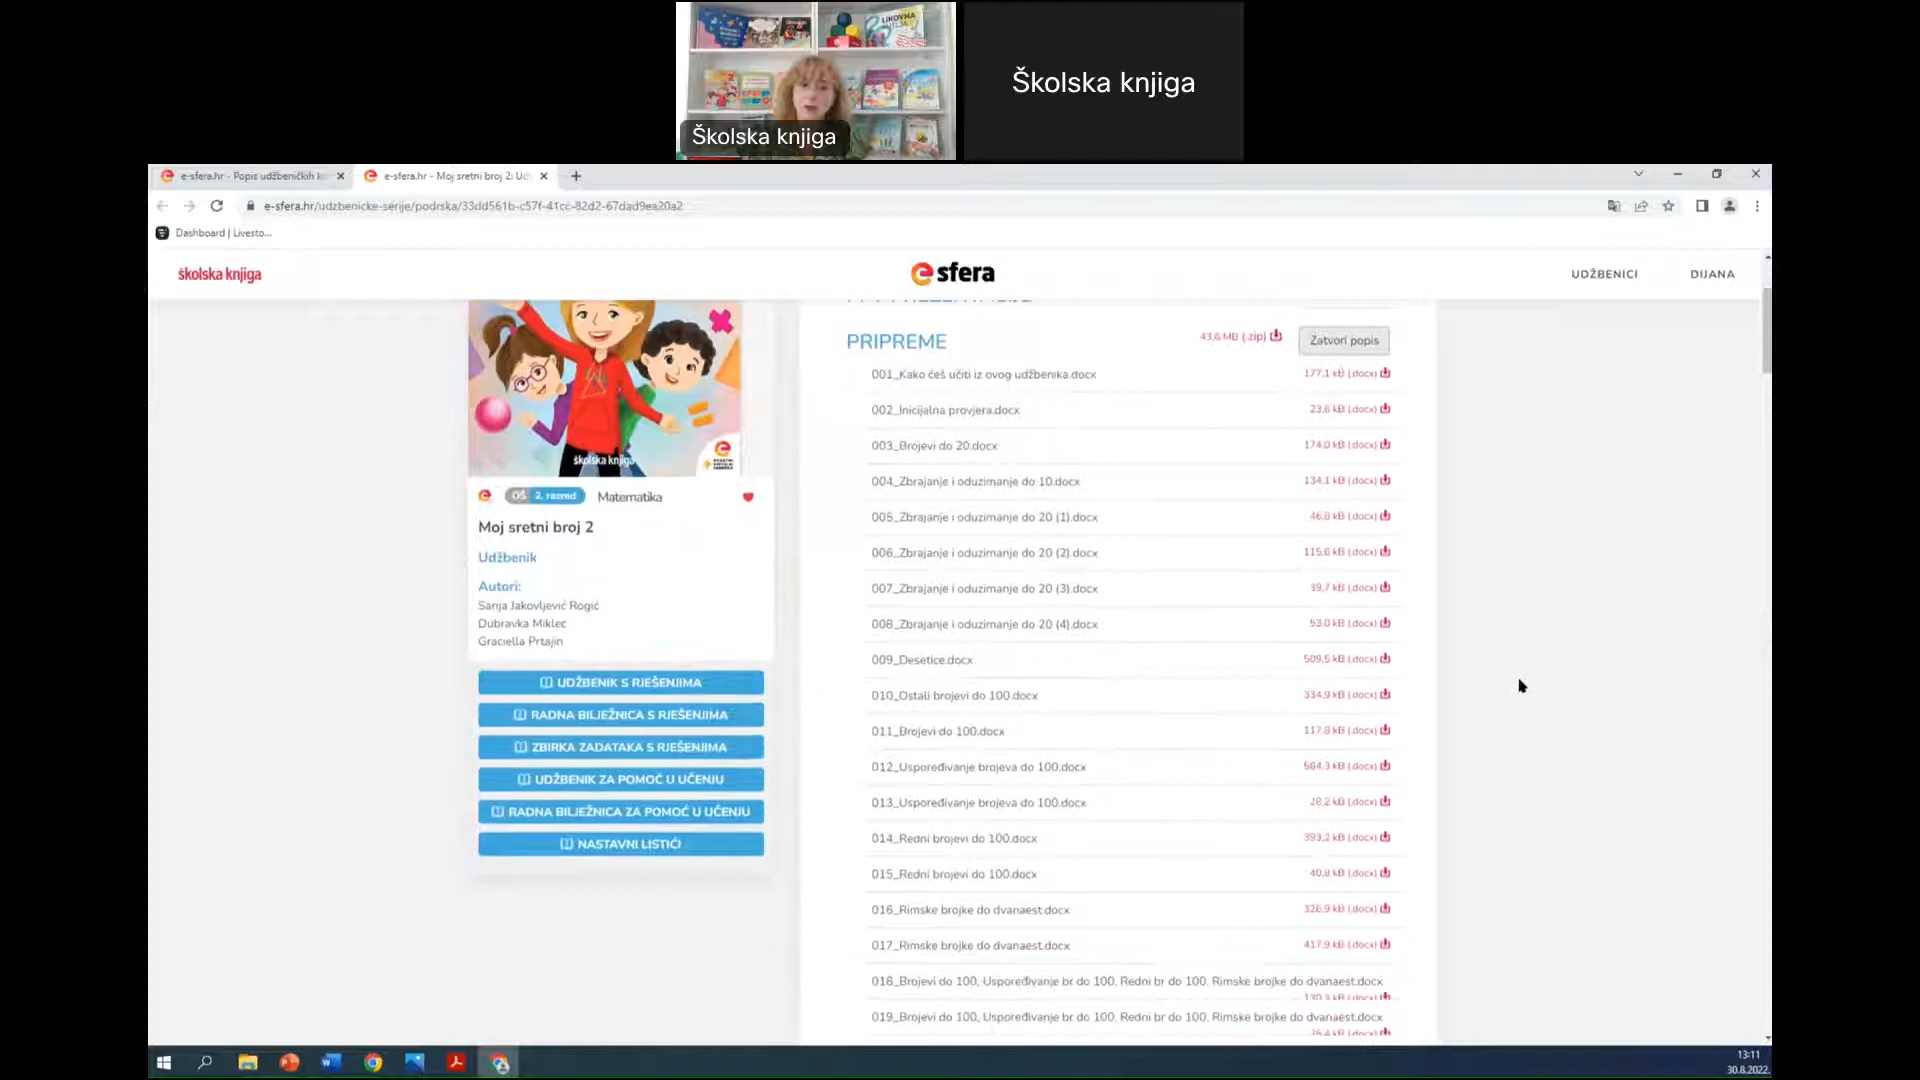 LIKOVNA
Školska knjiga
Školska knjiga
e-sfera.hr - Popis udžbeničkih k
e-sfera.hr - Moj sretni broj 2: Ud
e-sfera.hr/udzbenicke-serije/podrska/33dd561b-c57f-41cc-82d2-67dad9ea20a2
Dashboard | Livesto...
školska knjiga
e sfera
UDŽBENICI
DIJANA
PRIPREME
43,6 MB (.zip)
Zatvori popis
001_Kako ćeš učiti iz ovog udžbenika.docx 177,1 kB (.docx)
002_Inicijalna provjera.docx 23,6 kB (.docx)
003_Brojevi do 20.docx 174,0 kB (.docx)
004_Zbrajanje i oduzimanje do 10.docx 134,1 kB (.docx)
005_Zbrajanje i oduzimanje do 20 (1).docx 46,8 kB (.docx)
006_Zbrajanje i oduzimanje do 20 (2).docx 115,6 kB (.docx)
007_Zbrajanje i oduzimanje do 20 (3).docx 39,7 kB (.docx)
008_Zbrajanje i oduzimanje do 20 (4).docx 53,0 kB (.docx)
009_Desetice.docx 509,5 kB (.docx)
010_Ostali brojevi do 100.docx 334,9 kB (.docx)
011_Brojevi do 100.docx 117,8 kB (.docx)
012_Uspoređivanje brojeva do 100.docx 564,3 kB (.docx)
013_Uspoređivanje brojeva do 100.docx 28,2 kB (.docx)
014_Redni brojevi do 100.docx 393,2 kB (.docx)
015_Redni brojevi do 100.docx 40,8 kB (.docx)
016_Rimske brojke do dvanaest.docx 326,9 kB (.docx)
017_Rimske brojke do dvanaest.docx 417,9 kB (.docx)
018_Brojevi do 100, Uspoređivanje br do 100, Redni br do 100, Rimske brojke do dvanaest.docx
130,3 kB (.docx)
019_Brojevi do 100, Uspoređivanje br do 100, Redni br do 100, Rimske brojke do dvanaest.docx
školska knjiga
OŠ 2. razred Matematika
Moj sretni broj 2
Udžbenik
Autori:
Sanja Jakovljević Rogić
Dubravka Miklec
Graciella Prtajin
UDŽBENIK S RJEŠENJIMA
RADNA BILJEŽNICA S RJEŠENJIMA
ZBIRKA ZADATAKA S RJEŠENJIMA
UDŽBENIK ZA POMOĆ U UČENJU
RADNA BILJEŽNICA ZA POMOĆ U UČENJU
NASTAVNI LISTIĆI
13:11
30.8.2022.